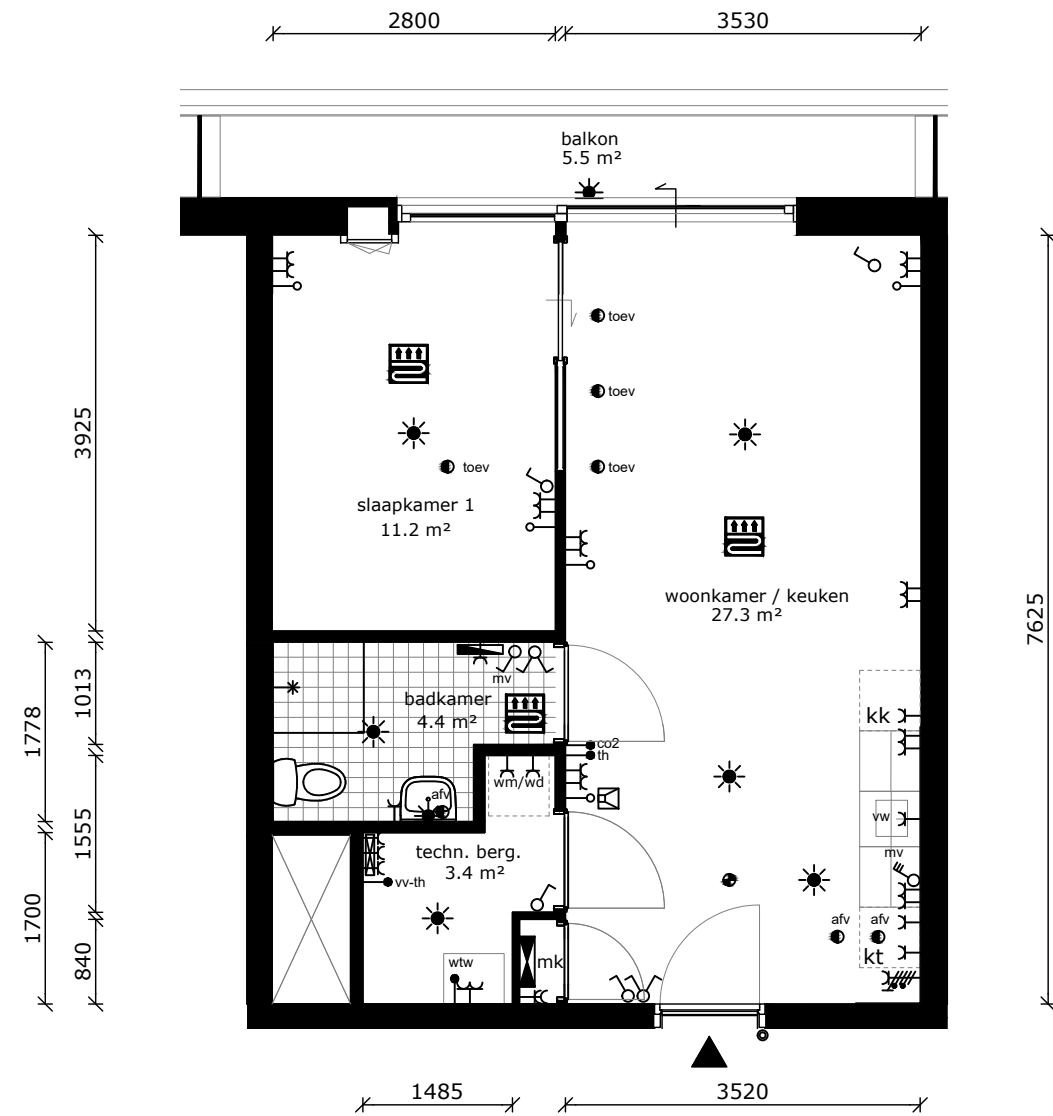 2800
3530
balkon
5.5 m²
toev
3925
toev
toev
toev
slaapkamer 1
11.2 m²
woonkamer / keuken
27.3 m²
7625
mv
badkamer
4.4 m²
1013
1778
kk
co2
th
wm/wd
afv
vw
1555
techn. berg.
3.4 m²
mv
vv-th
1700
afv
afv
840
wtw
mk
kt
1485
3520